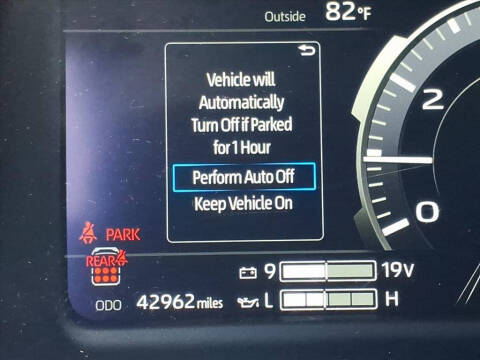 Outside 82°F
Vehicle will
Automatically
Turn Off if Parked
for 1 Hour
Perform Auto Off
Keep Vehicle On
2
0
PARK
REAR
9 19V
ODO 42962 miles
L H